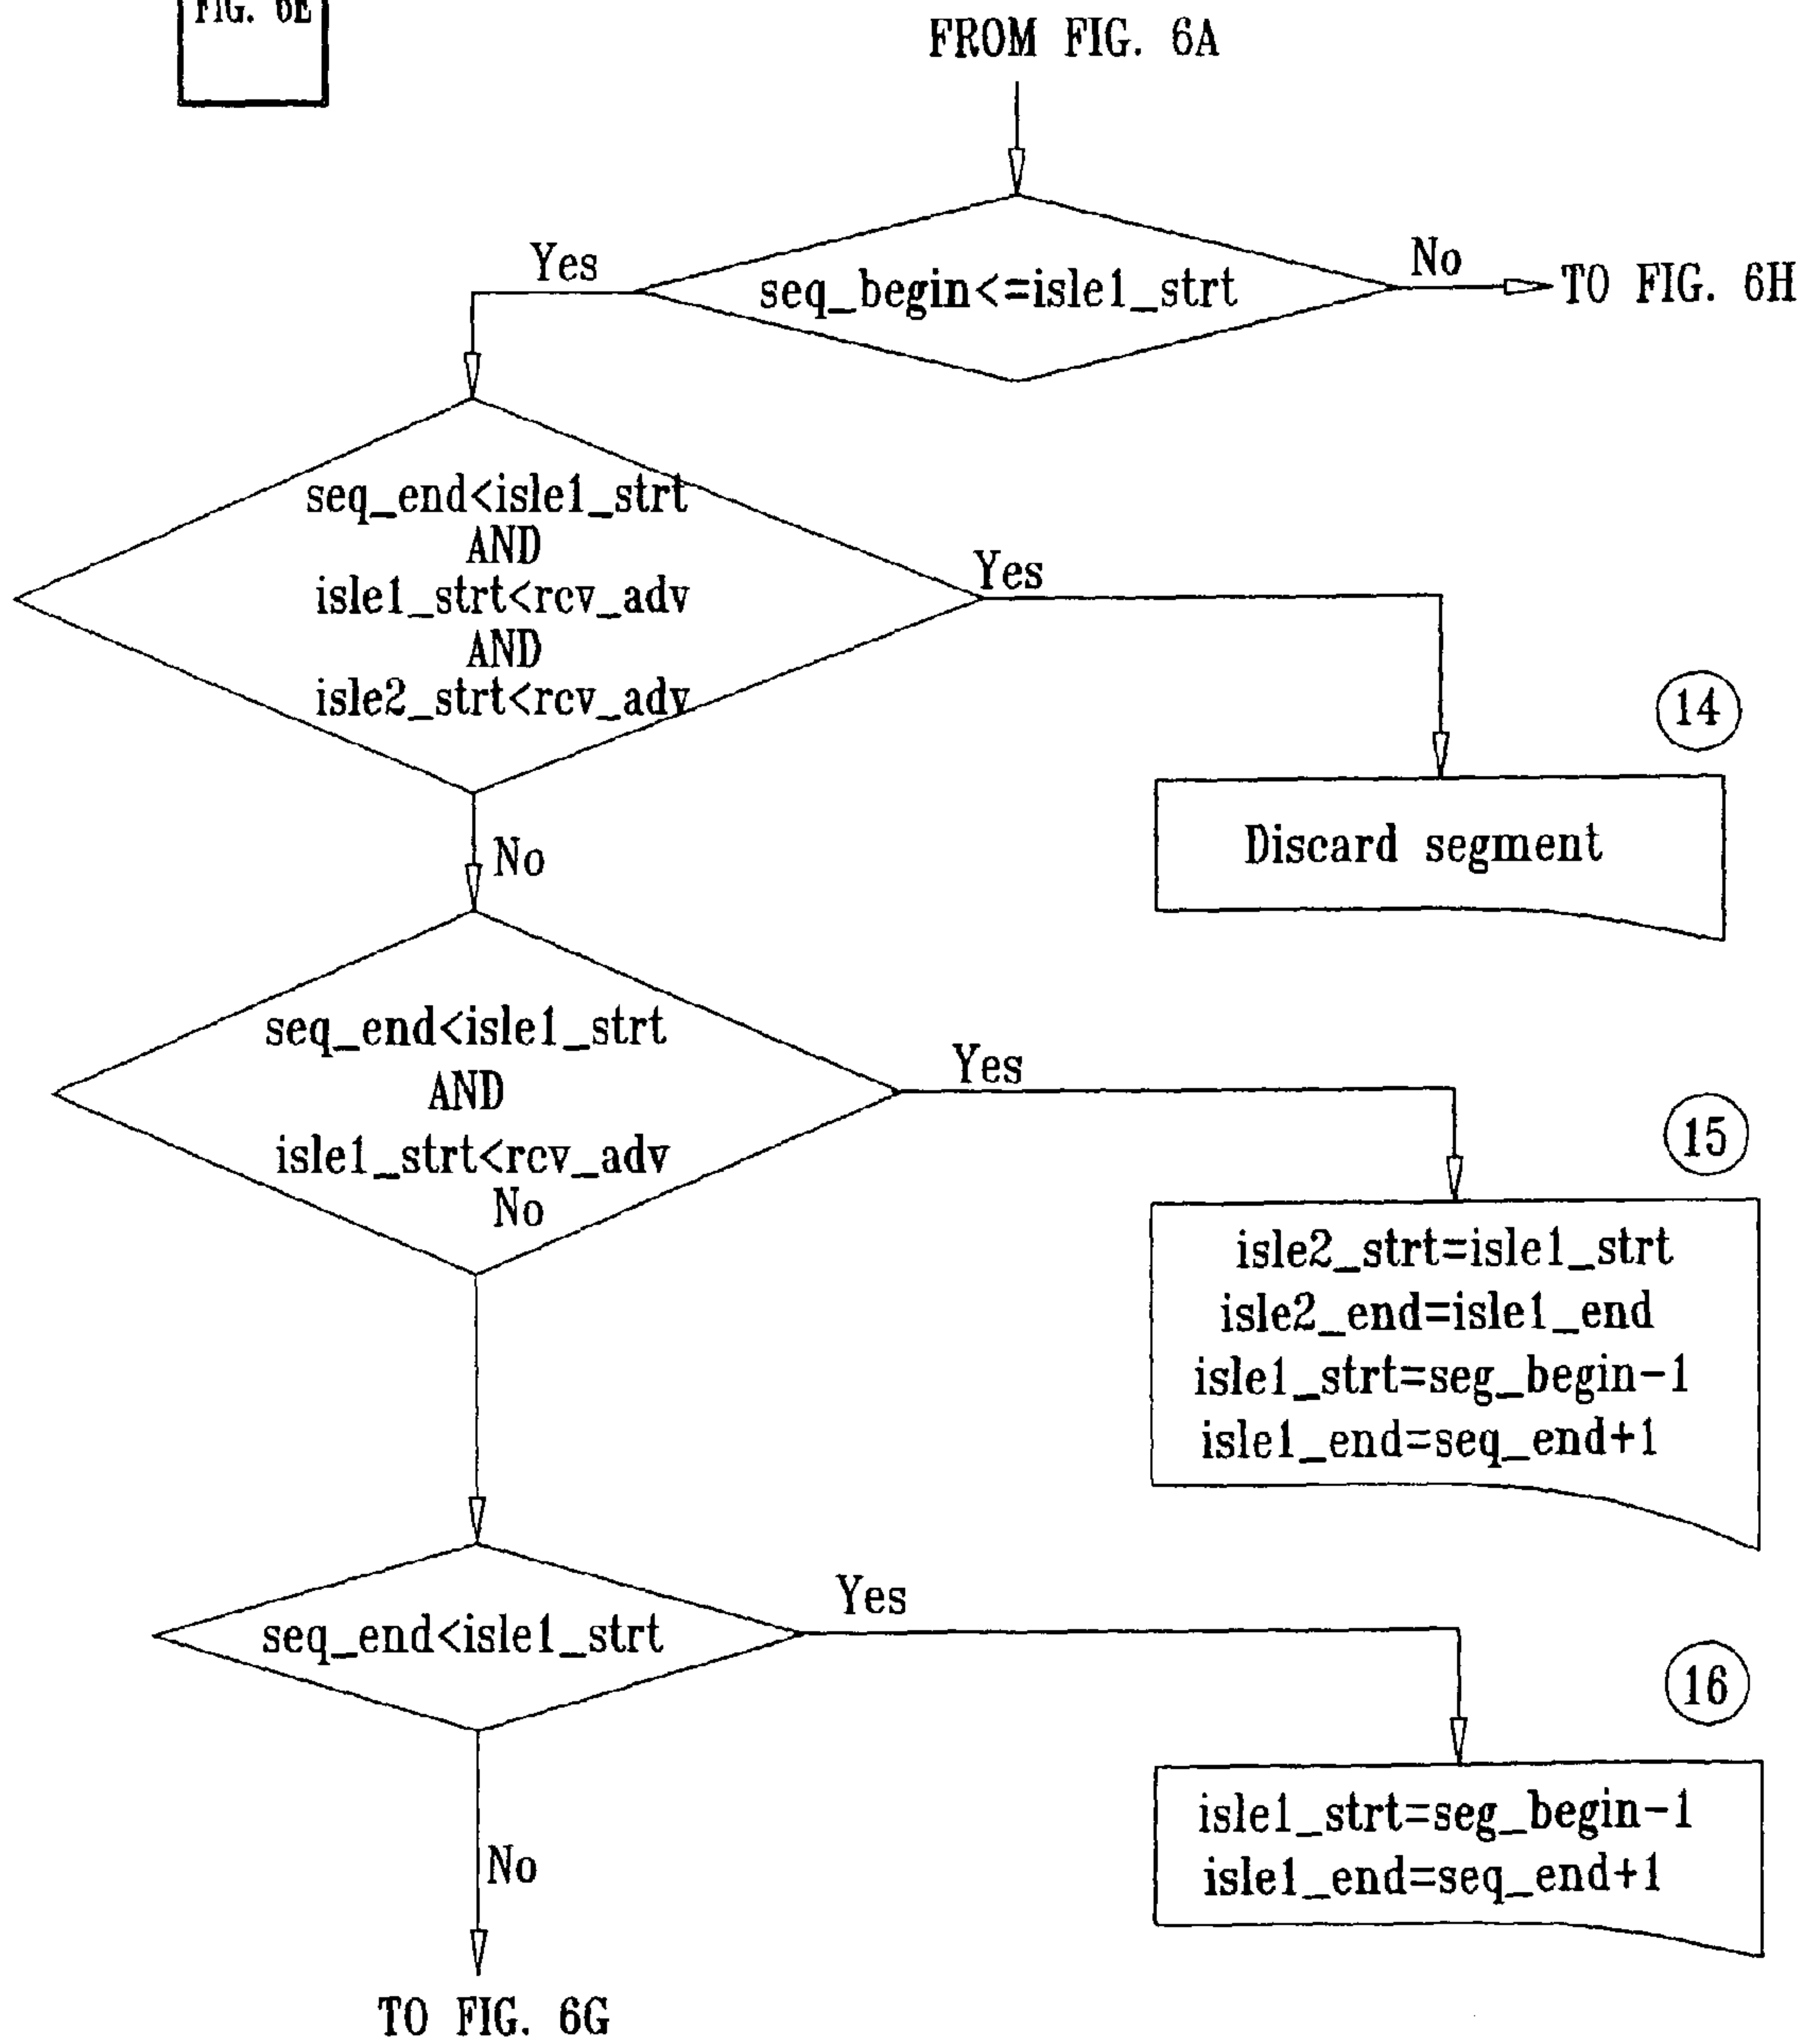 FIG. 6E
FROM FIG. 6A
Yes
seq_begin<=isle1_strt
No
TO FIG. 6H
seq_end<isle1_strt
AND
isle1_strt<rcv_adv
AND
isle2_strt<rcv_adv
Yes
14
Discard segment
No
seq_end<isle1_strt
AND
isle1_strt<rcv_adv
No
Yes
15
isle2_strt=isle1_strt
isle2_end=isle1_end
isle1_strt=seg_begin-1
isle1_end=seq_end+1
seq_end<isle1_strt
Yes
16
isle1_strt=seg_begin-1
isle1_end=seq_end+1
No
TO FIG. 6G